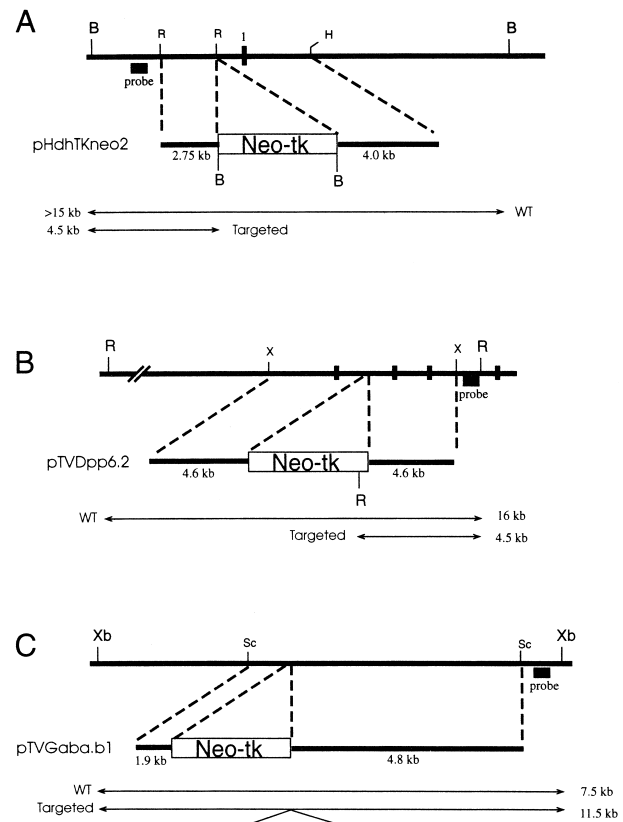 A
B R R 1 H B
probe
pHdhTKneo2
2.75 kb Neo-tk 4.0 kb
B B
>15 kb WT
4.5 kb Targeted
B
R X X R
probe
pTVDpp6.2
4.6 kb Neo-tk 4.6 kb
R
WT 16 kb
Targeted 4.5 kb
C
Xb Sc Sc Xb
probe
pTVGaba.b1
1.9 kb Neo-tk 4.8 kb
WT 7.5 kb
Targeted 11.5 kb